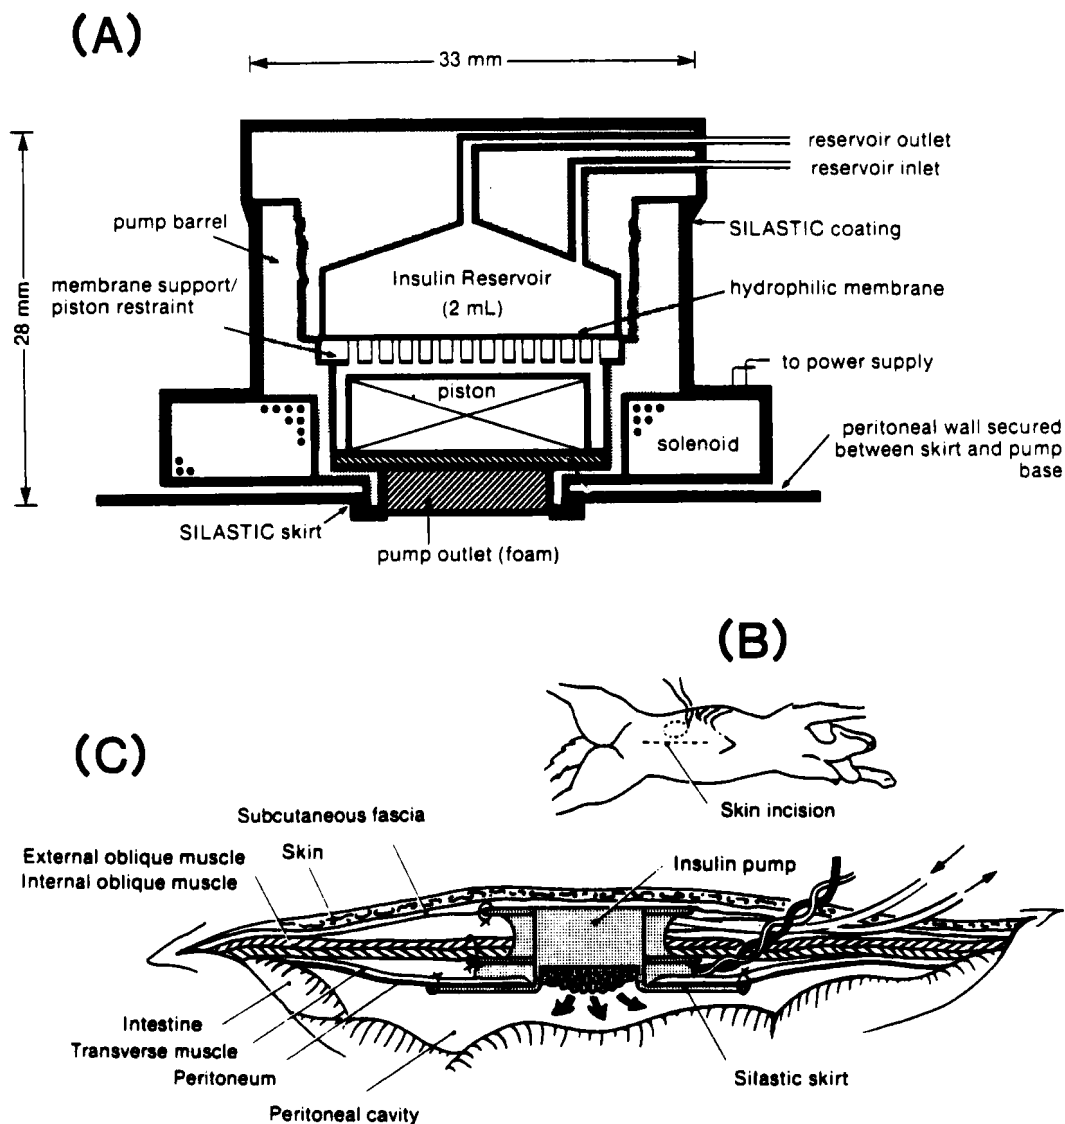 (A)
33 mm
28 mm
reservoir outlet
reservoir inlet
pump barrel
SILASTIC coating
membrane support/
piston restraint
Insulin Reservoir
(2 mL)
hydrophilic membrane
to power supply
piston
solenoid
peritoneal wall secured
between skirt and pump
base
SILASTIC skirt
pump outlet (foam)
(B)
Skin incision
(C)
Subcutaneous fascia
Skin
External oblique muscle
Internal oblique muscle
Insulin pump
Intestine
Transverse muscle
Peritoneum
Peritoneal cavity
Silastic skirt